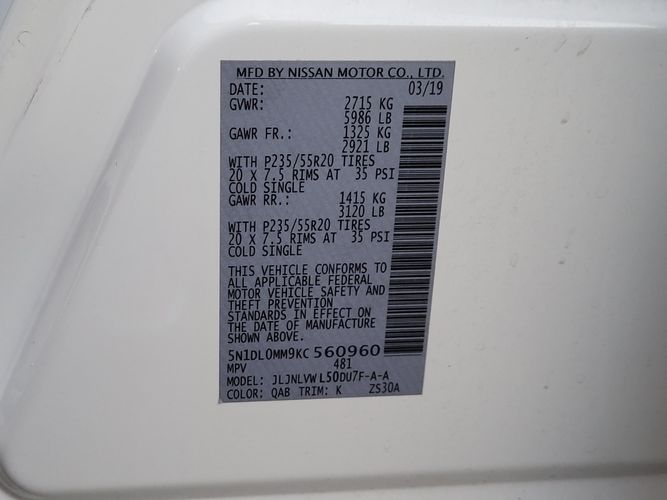 MFD BY NISSAN MOTOR CO., LTD.
DATE: 03/19
GVWR: 2715 KG
5986 LB
GAWR FR.: 1325 KG
2921 LB
WITH P235/55R20 TIRES
20 X 7.5 RIMS AT 35 PSI
COLD SINGLE
GAWR RR.: 1415 KG
3120 LB
WITH P235/55R20 TIRES
20 X 7.5 RIMS AT 35 PSI
COLD SINGLE
THIS VEHICLE CONFORMS TO
ALL APPLICABLE FEDERAL
MOTOR VEHICLE SAFETY AND
THEFT PREVENTION
STANDARDS IN EFFECT ON
THE DATE OF MANUFACTURE
SHOWN ABOVE.
5N1DL0MM9KC 560960
MPV 481
MODEL: JLJNLVW L50DU7F-A-A
COLOR: QAB TRIM: K ZS30A